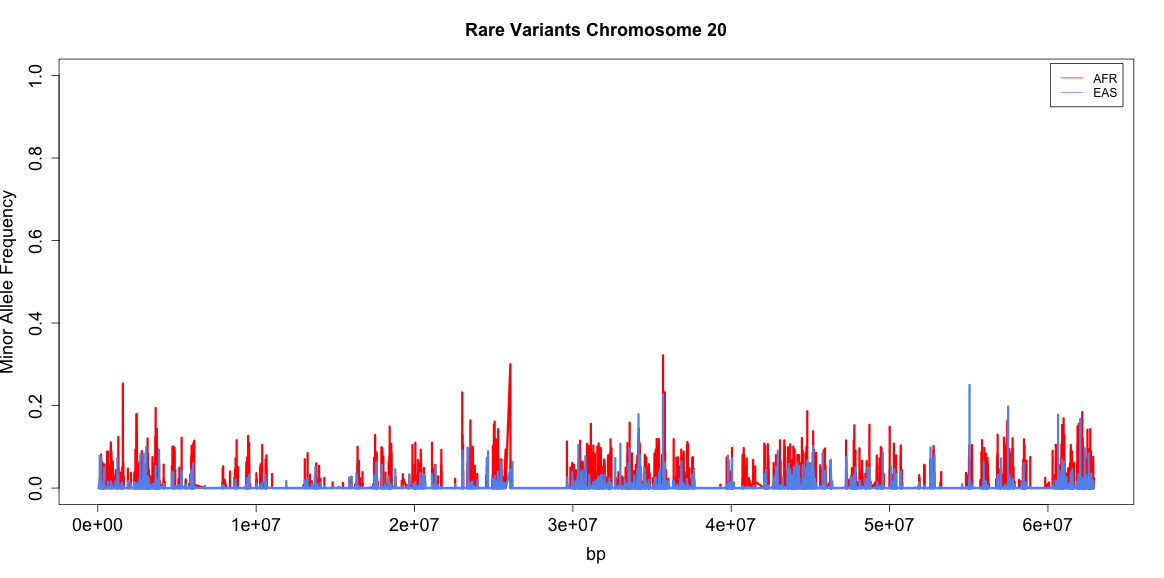 Rare Variants Chromosome 20
AFR
EAS
Minor Allele Frequency
1.0
0.8
0.6
0.4
0.2
0.0
0e+00 1e+07 2e+07 3e+07 4e+07 5e+07 6e+07
bp